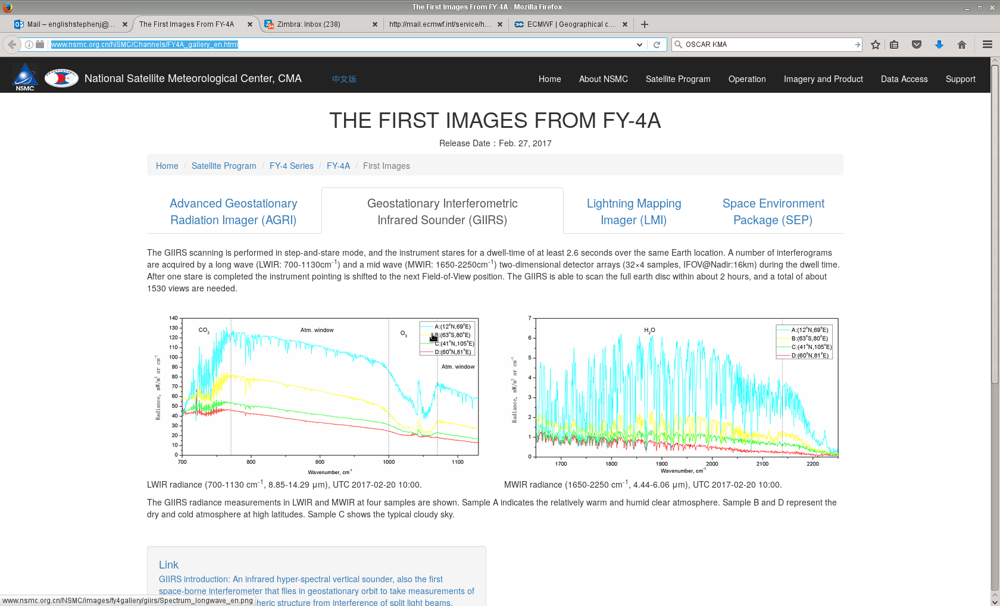 The First Images From FY-4A - Mozilla Firefox
Mail – englishstephenj@...
The First Images From FY-4A
Zimbra: Inbox (238)
http://mail.ecmwf.int/service/h...
ECMWF | Geographical c...
www.nsmc.org.cn/NSMC/Channels/FY4A_gallery_en.html
OSCAR KMA
NSMC
National Satellite Meteorological Center, CMA
中文版
Home
About NSMC
Satellite Program
Operation
Imagery and Product
Data Access
Support
THE FIRST IMAGES FROM FY-4A
Release Date：Feb. 27, 2017
Home / Satellite Program / FY-4 Series / FY-4A / First Images
Advanced Geostationary
Radiation Imager (AGRI)
Geostationary Interferometric
Infrared Sounder (GIIRS)
Lightning Mapping
Imager (LMI)
Space Environment
Package (SEP)
The GIIRS scanning is performed in step-and-stare mode, and the instrument stares for a dwell-time of at least 2.6 seconds over the same Earth location. A number of interferograms
are acquired by a long wave (LWIR: 700-1130cm-1) and a mid wave (MWIR: 1650-2250cm-1) two-dimensional detector arrays (32×4 samples, IFOV@Nadir:16km) during the dwell time.
After one stare is completed the instrument pointing is shifted to the next Field-of-View position. The GIIRS is able to scan the full earth disc within about 2 hours, and a total of about
1530 views are needed.
140
130
120
110
100
90
80
70
60
50
40
30
20
10
0
Radiance, mW/m2 sr cm-1
CO2
Atm. window
O3
A:(12°N,69°E)
B:(63°S,80°E)
C:(41°N,105°E)
D:(60°N,81°E)
Atm. window
700 800 900 1000 1100
Wavenumber, cm-1
7
6
5
4
3
2
1
0
Radiance, mW/m2 sr cm-1
H2O
A:(12°N,69°E)
B:(63°S,80°E)
C:(41°N,105°E)
D:(60°N,81°E)
1700 1800 1900 2000 2100 2200
Wavenumber, cm-1
LWIR radiance (700-1130 cm-1, 8.85-14.29 μm), UTC 2017-02-20 10:00.
MWIR radiance (1650-2250 cm-1, 4.44-6.06 μm), UTC 2017-02-20 10:00.
The GIIRS radiance measurements in LWIR and MWIR at four samples are shown. Sample A indicates the relatively warm and humid clear atmosphere. Sample B and D represent the
dry and cold atmosphere at high latitudes. Sample C shows the typical cloudy sky.
Link
GIIRS introduction: An infrared hyper-spectral vertical sounder, also the first
space-borne interferometer that flies in geostationary orbit to take measurements of
heric structure from interference of split light beams.
www.nsmc.org.cn/NSMC/images/fy4gallery/giirs/Spectrum_longwave_en.png